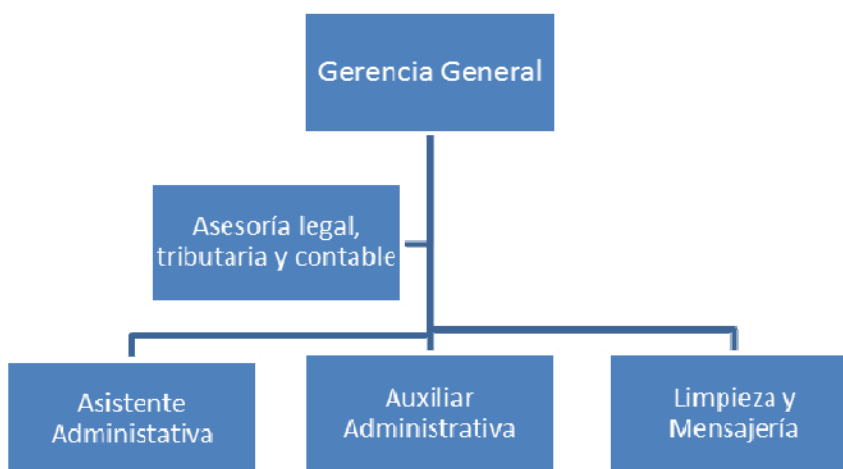 Gerencia General
Asesoría legal,
tributaria y contable
Asistente
Administativa
Auxiliar
Administrativa
Limpieza y
Mensajería